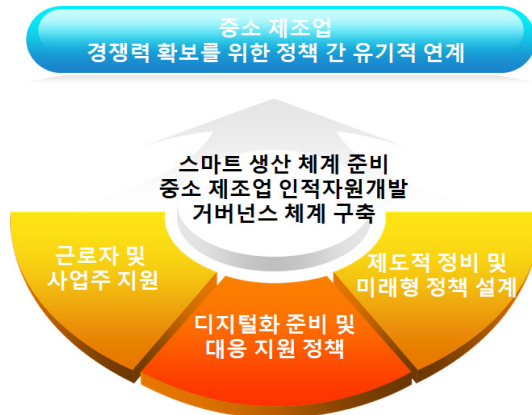 중소 제조업
경쟁력 확보를 위한 정책 간 유기적 연계
스마트 생산 체계 준비
중소 제조업 인적자원개발
거버넌스 체계 구축
근로자 및
사업주 지원
디지털화 준비 및
대응 지원 정책
제도적 정비 및
미래형 정책 설계